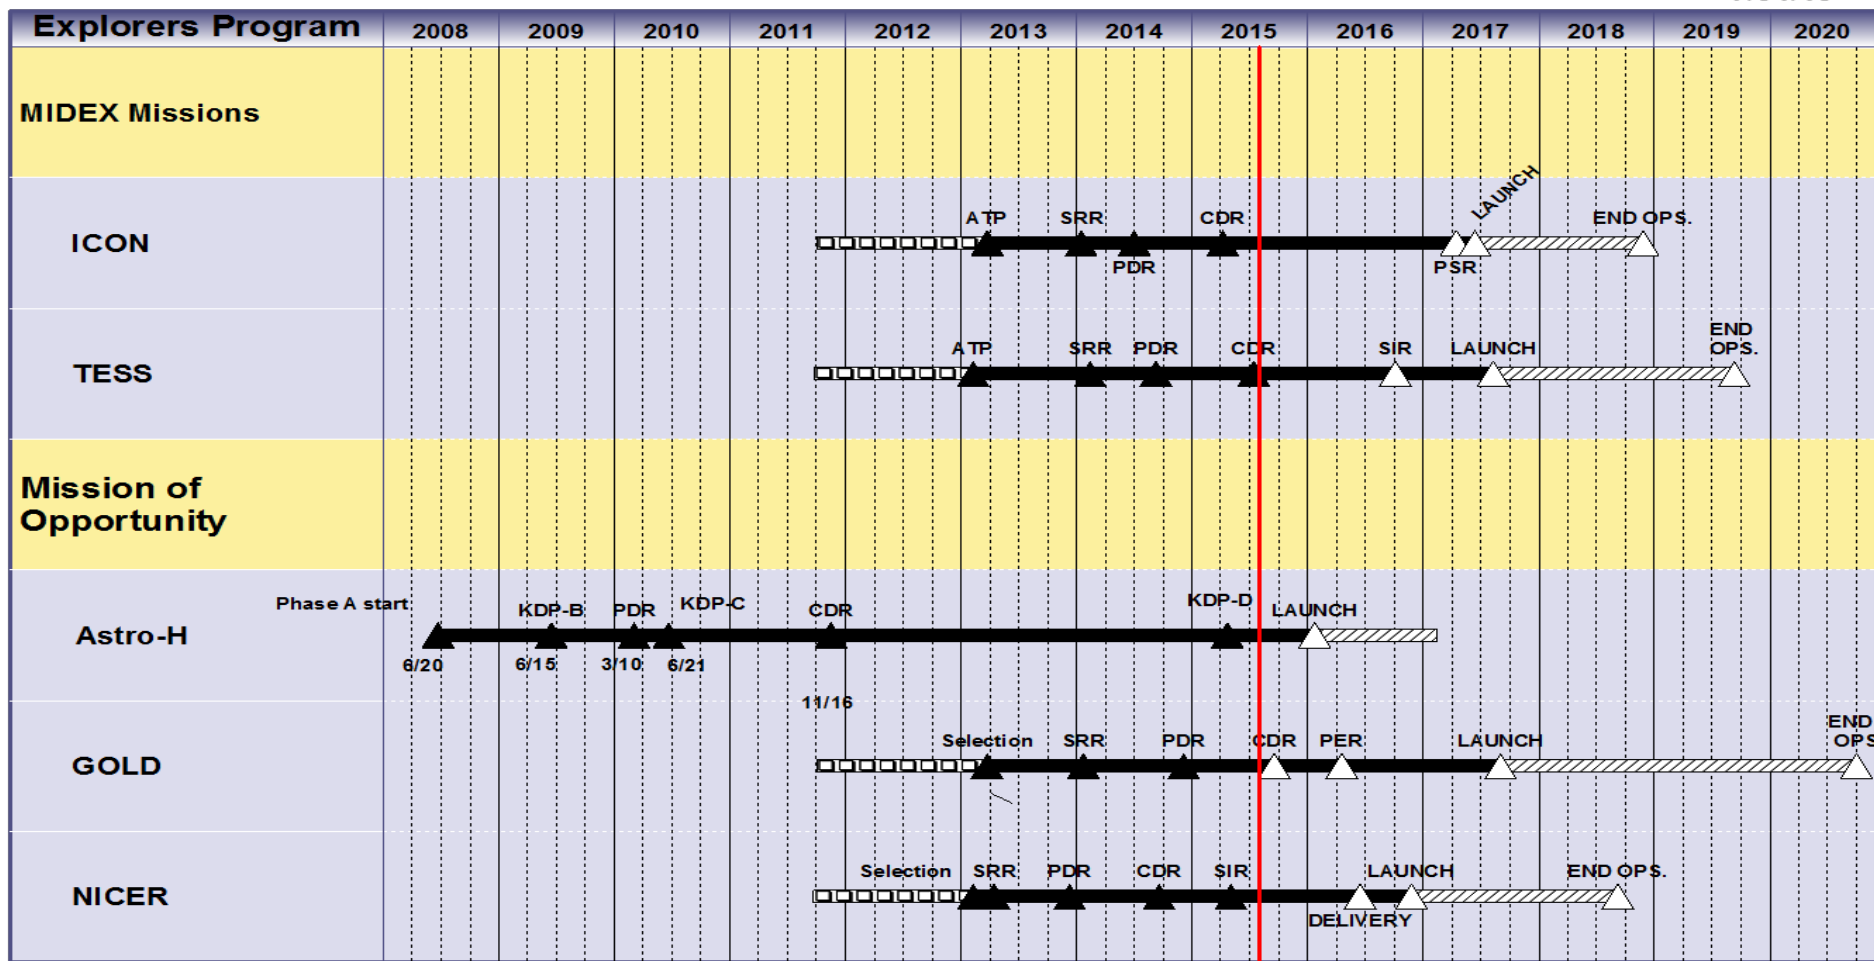 Explorers Program 2008 2009 2010 2011 2012 2013 2014 2015 2016 2017 2018 2019 2020
MIDEX Missions
LAUNCH
ATP SRR CDR END OPS.
ICON
PDR PSR
END
ATP SRR PDR CDR SIR LAUNCH OPS.
TESS
Mission of
Opportunity
Phase A start KDP-B PDR KDP-C CDR KDP-D LAUNCH
Astro-H
6/20 6/15 3/10 6/21
11/16
END
Selection SRR PDR CDR PER LAUNCH OPS
GOLD
Selection SRR PDR CDR SIR LAUNCH END OPS.
NICER
DELIVERY